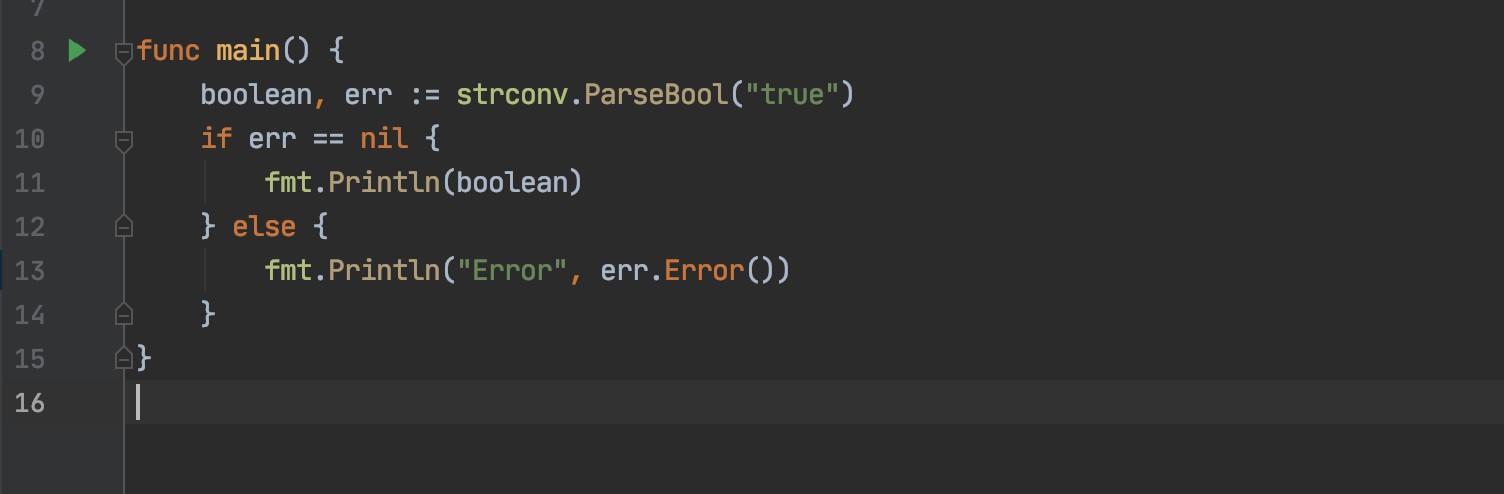 7
8 func main() {
9 boolean, err := strconv.ParseBool("true")
10 if err == nil {
11 fmt.Println(boolean)
12 } else {
13 fmt.Println("Error", err.Error())
14 }
15 }
16